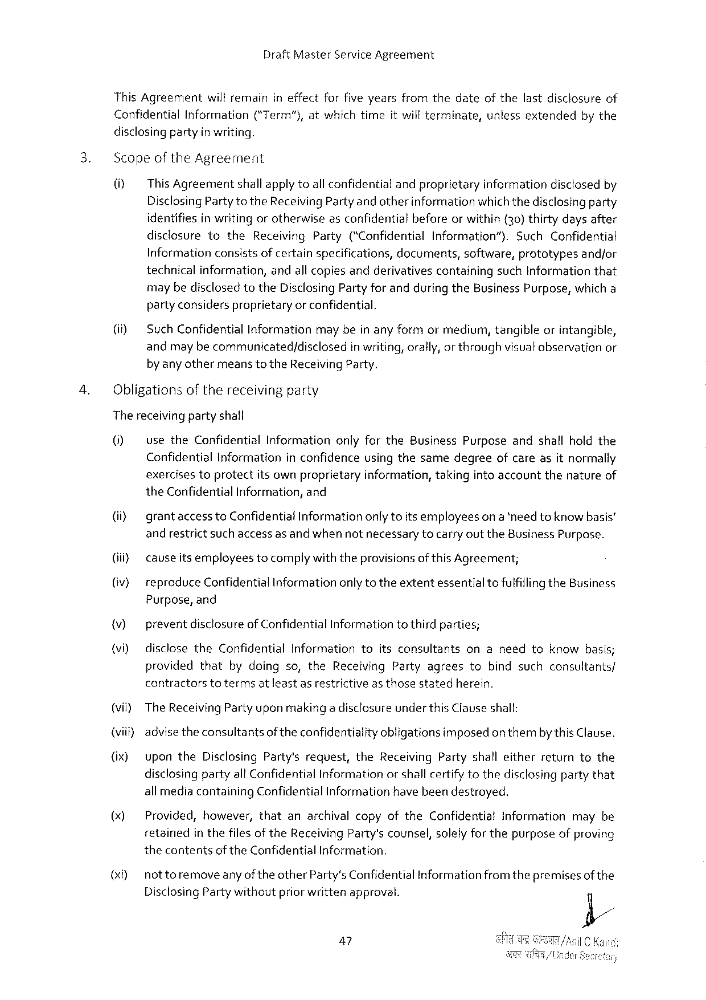 Draft Master Service Agreement
This Agreement will remain in effect for five years from the date of the last disclosure of
Confidential Information ("Term"), at which time it will terminate, unless extended by the
disclosing party in writing.
3. Scope of the Agreement
(i) This Agreement shall apply to all confidential and proprietary information disclosed by
Disclosing Party to the Receiving Party and other information which the disclosing party
identifies in writing or otherwise as confidential before or within (30) thirty days after
disclosure to the Receiving Party ("Confidential Information"). Such Confidential
Information consists of certain specifications, documents, software, prototypes and/or
technical information, and all copies and derivatives containing such Information that
may be disclosed to the Disclosing Party for and during the Business Purpose, which a
party considers proprietary or confidential.
(ii) Such Confidential Information may be in any form or medium, tangible or intangible,
and may be communicated/disclosed in writing, orally, or through visual observation or
by any other means to the Receiving Party.
4. Obligations of the receiving party
The receiving party shall
(i) use the Confidential Information only for the Business Purpose and shall hold the
Confidential Information in confidence using the same degree of care as it normally
exercises to protect its own proprietary information, taking into account the nature of
the Confidential Information, and
(ii) grant access to Confidential Information only to its employees on a 'need to know basis'
and restrict such access as and when not necessary to carry out the Business Purpose.
(iii) cause its employees to comply with the provisions of this Agreement;
(iv) reproduce Confidential Information only to the extent essential to fulfilling the Business
Purpose, and
(v) prevent disclosure of Confidential Information to third parties;
(vi) disclose the Confidential Information to its consultants on a need to know basis;
provided that by doing so, the Receiving Party agrees to bind such consultants/
contractors to terms at least as restrictive as those stated herein.
(vii) The Receiving Party upon making a disclosure under this Clause shall:
(viii) advise the consultants of the confidentiality obligations imposed on them by this Clause.
(ix) upon the Disclosing Party's request, the Receiving Party shall either return to the
disclosing party all Confidential Information or shall certify to the disclosing party that
all media containing Confidential Information have been destroyed.
(x) Provided, however, that an archival copy of the Confidential Information may be
retained in the files of the Receiving Party's counsel, solely for the purpose of proving
the contents of the Confidential Information.
(xi) not to remove any of the other Party's Confidential Information from the premises of the
Disclosing Party without prior written approval.
47
अनिल चन्द्र /Anil C
अवर सचिव/Under Secretary